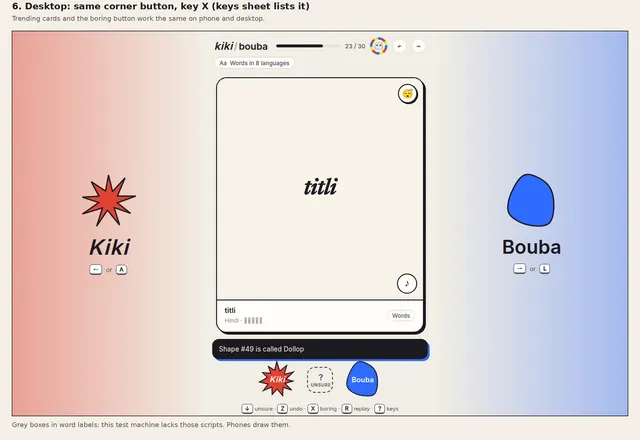 6. Desktop: same corner button, key X (keys sheet lists it)
Trending cards and the boring button work the same on phone and desktop.
kiki/bouba 23 / 30
Aa Words in 8 languages
titli
Kiki
← or A
Bouba
→ or L
titli
Hindi ·
Words
Shape #49 is called Dollop
Kiki
?
UNSURE
Bouba
↓ unsure · Z undo · X boring · R replay · ? keys
Grey boxes in word labels: this test machine lacks those scripts. Phones draw them.